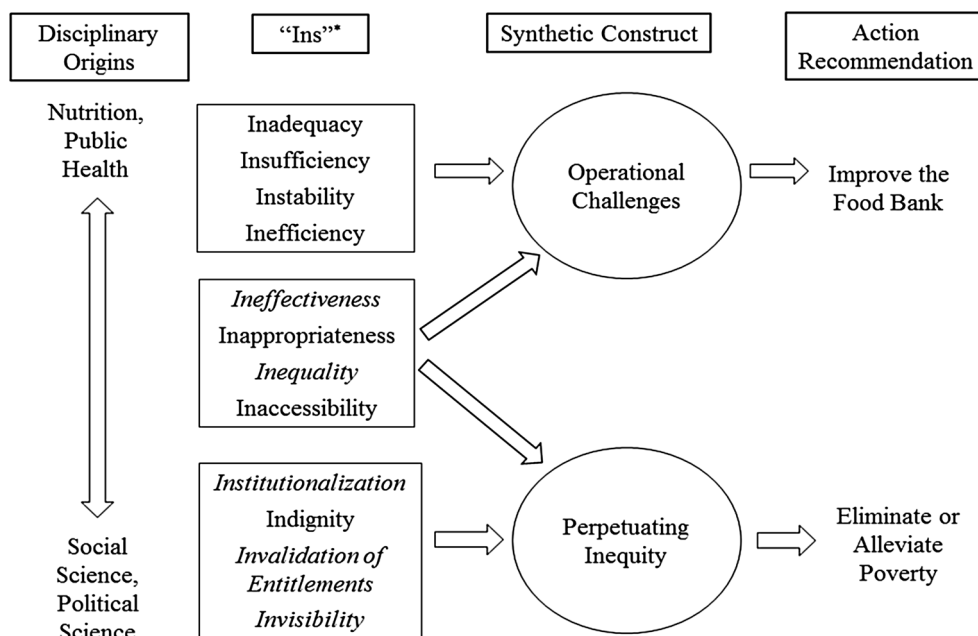 Disciplinary
Origins
"Ins"*
Synthetic Construct
Action
Recommendation
Nutrition,
Public
Health
Inadequacy
Insufficiency
Instability
Inefficiency
Operational
Challenges
Improve the
Food Bank
Ineffectiveness
Inappropriateness
Inequality
Inaccessibility
Social
Science,
Political
Science
Institutionalization
Indignity
Invalidation of
Entitlements
Invisibility
Perpetuating
Inequity
Eliminate or
Alleviate
Poverty